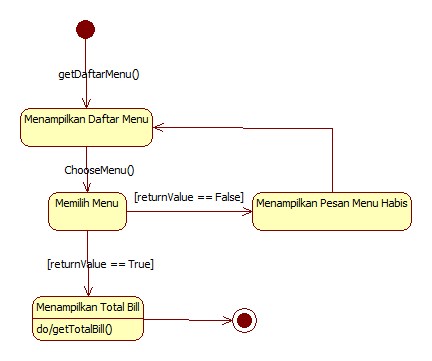 getDaftarMenu()
Menampilkan Daftar Menu
ChooseMenu()
Memilih Menu
[returnValue == False]
Menampilkan Pesan Menu Habis
[returnValue == True]
Menampilkan Total Bill
do/getTotalBill()